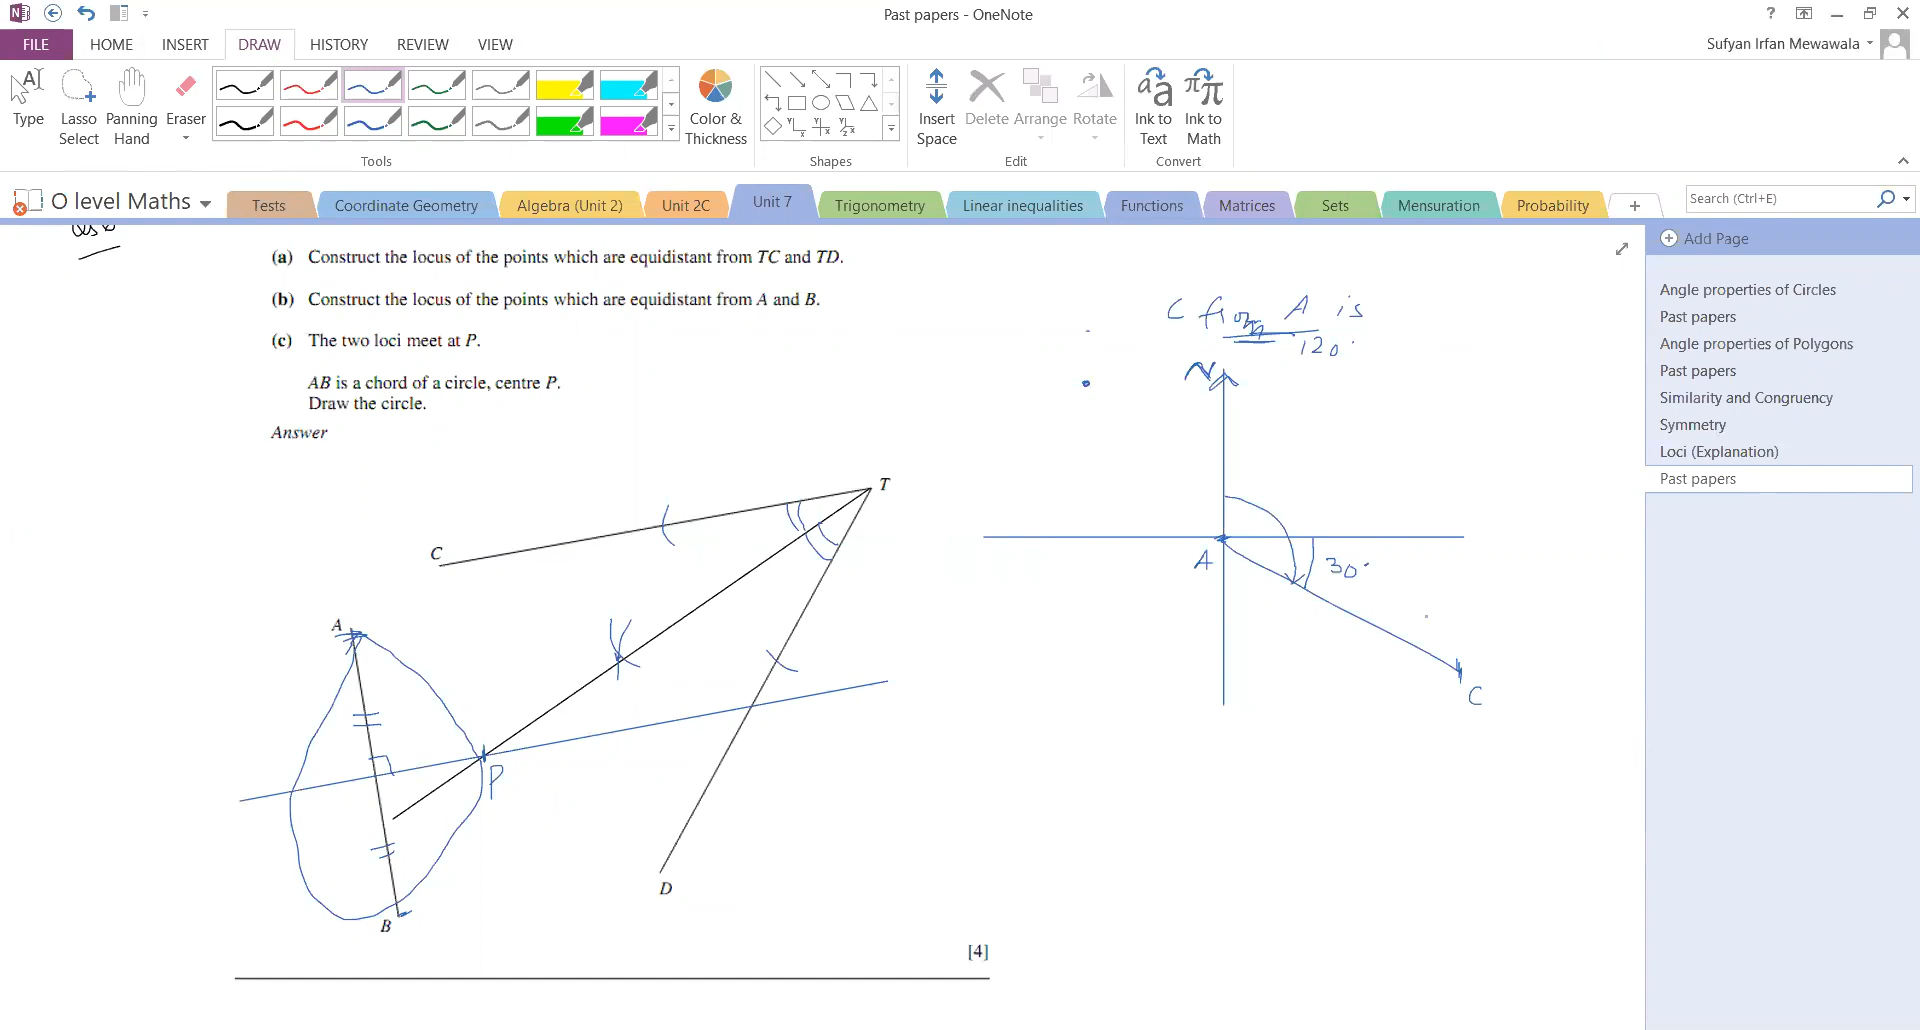 Past papers - OneNote
FILE HOME INSERT DRAW HISTORY REVIEW VIEW
Sufyan Irfan Mewawala
Type
Lasso Select
Panning Hand
Eraser
Color & Thickness
Insert Space
Delete
Arrange
Rotate
Ink to Text
Ink to Math
Tools
Shapes
Edit
Convert
O level Maths
Tests
Coordinate Geometry
Algebra (Unit 2)
Unit 2C
Unit 7
Trigonometry
Linear inequalities
Functions
Matrices
Sets
Mensuration
Probability
Search (Ctrl+E)
Add Page
Angle properties of Circles
Past papers
Angle properties of Polygons
Past papers
Similarity and Congruency
Symmetry
Loci (Explanation)
Past papers
(a) Construct the locus of the points which are equidistant from TC and TD.
(b) Construct the locus of the points which are equidistant from A and B.
(c) The two loci meet at P.
AB is a chord of a circle, centre P.
Draw the circle.
Answer
T
C
A
P
D
B
[4]
C from A is
120°
N
A
30°
C